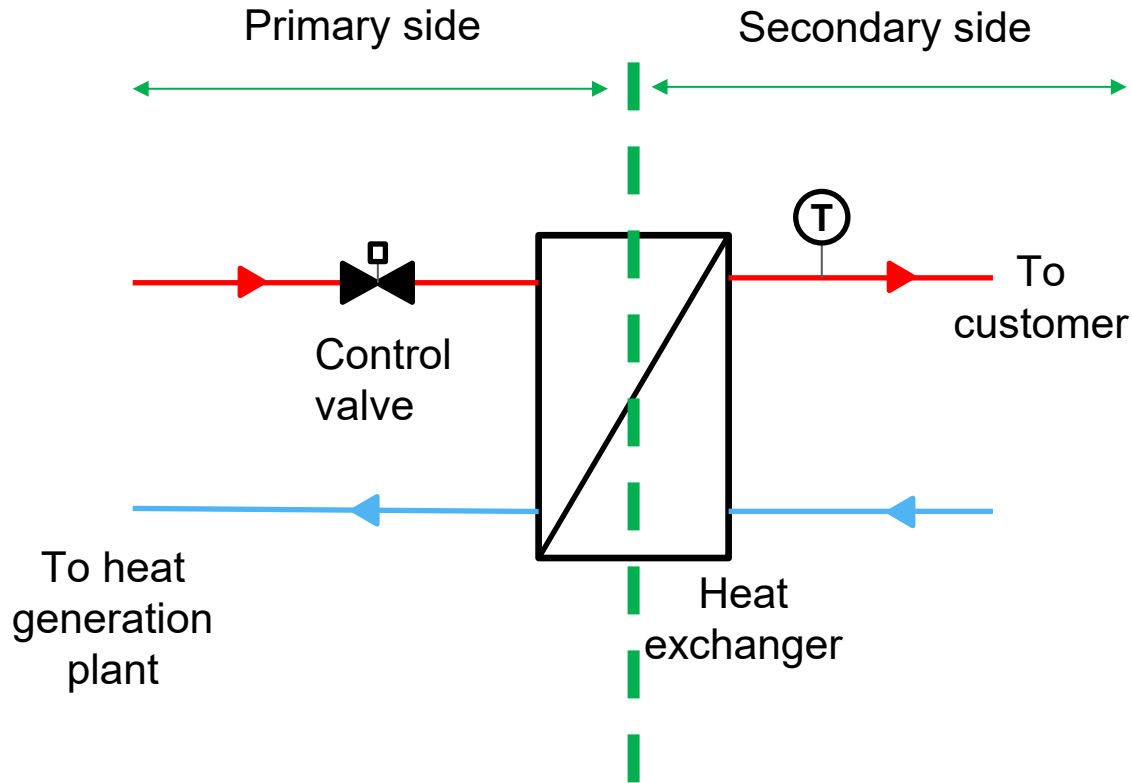 Primary side
Secondary side
T
To
customer
Control
valve
To heat
generation
plant
Heat
exchanger